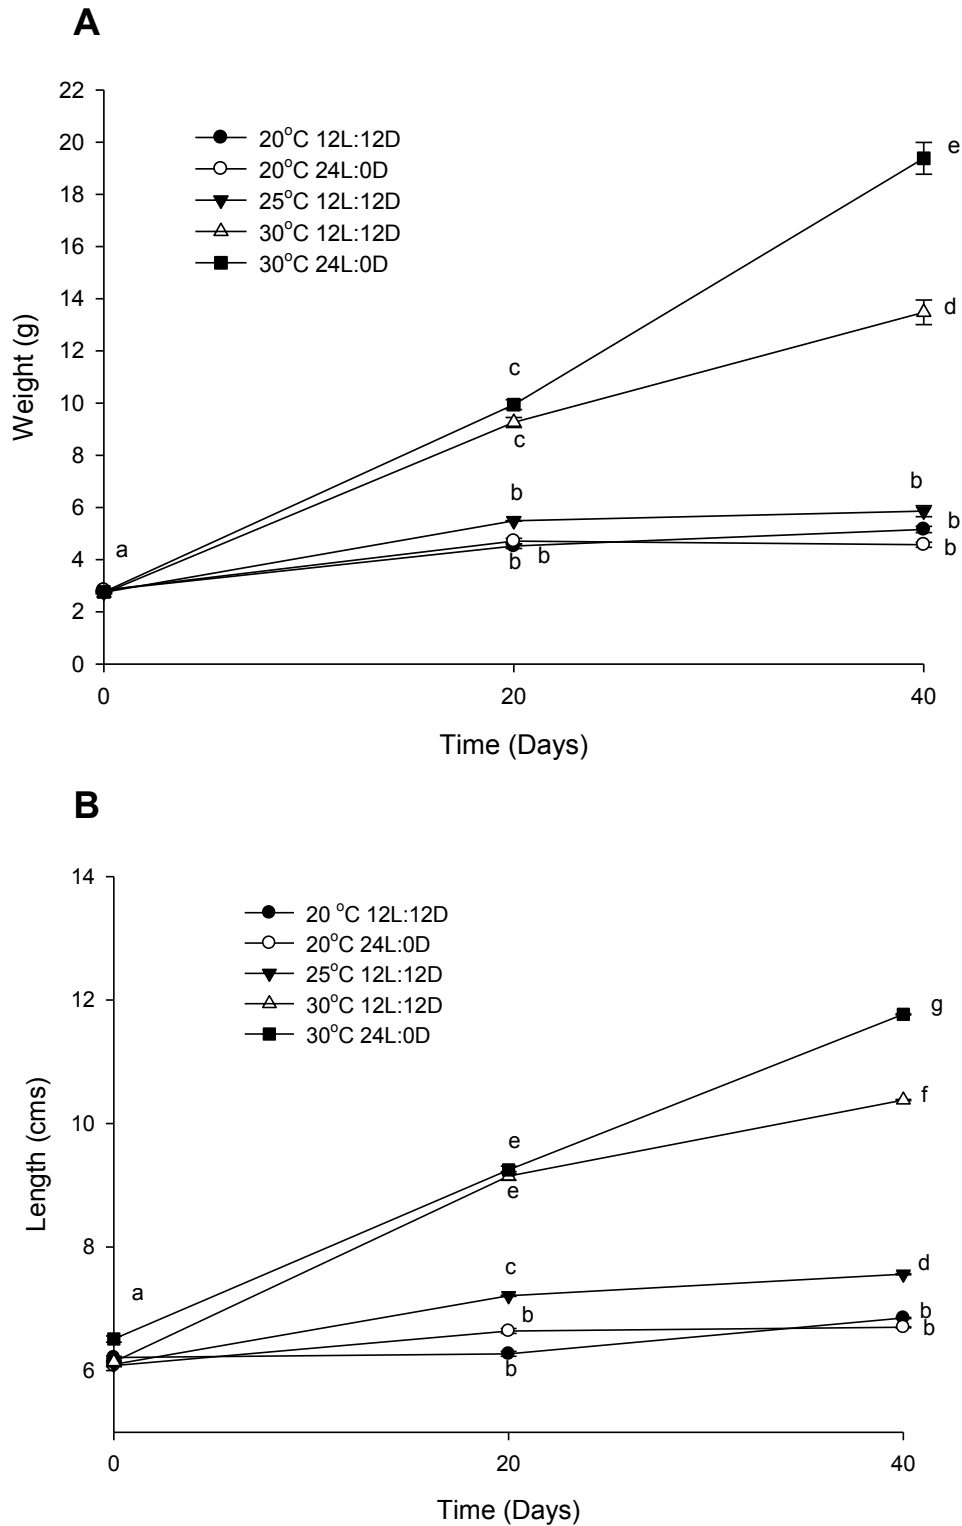 A
22
20
18
16
14
12
10
8
6
4
2
0
Weight (g)
20°C 12L:12D
20°C 24L:0D
25°C 12L:12D
30°C 12L:12D
30°C 24L:0D
e
d
c
c
b
b
a
b
b
b
b
0
20
40
Time (Days)
B
14
12
10
8
6
Length (cms)
20 °C 12L:12D
20°C 24L:0D
25°C 12L:12D
30°C 12L:12D
30°C 24L:0D
g
f
e
e
c
d
a
b
b
b
b
0
20
40
Time (Days)